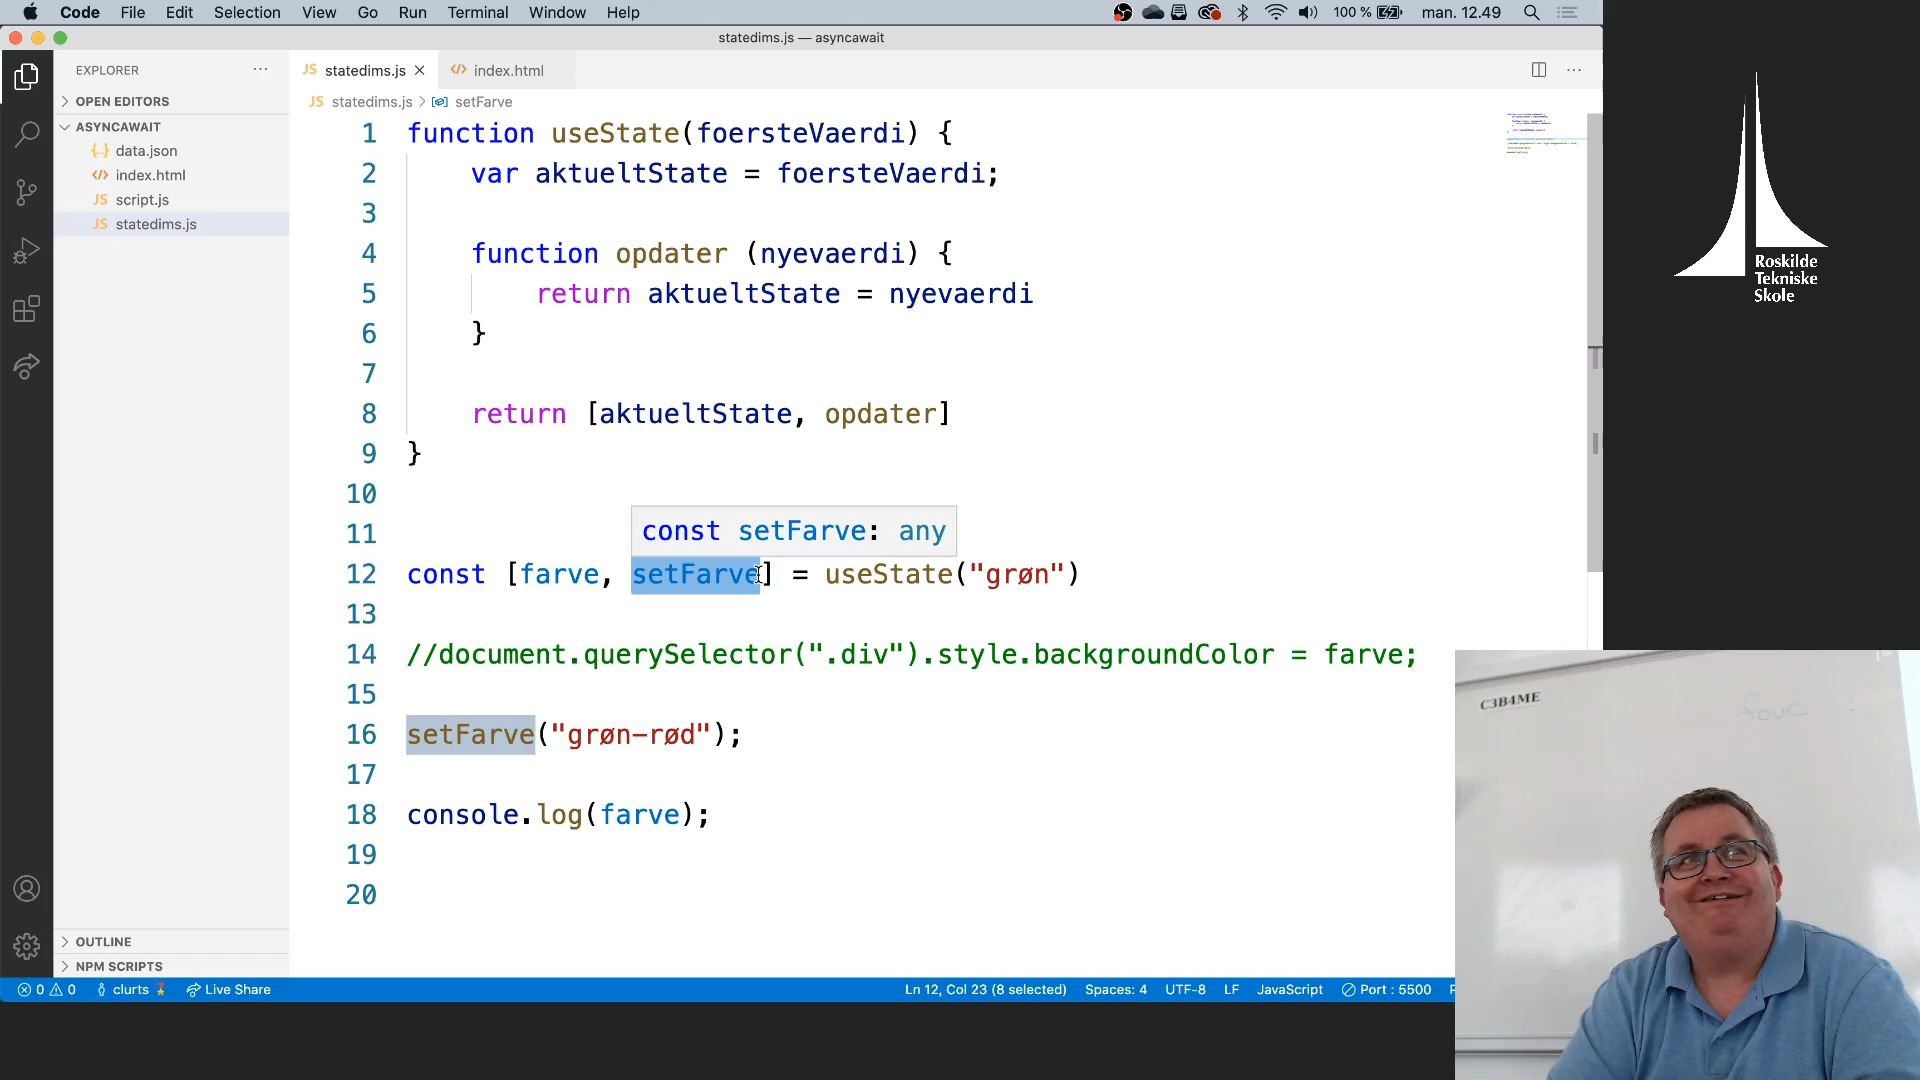 Code File Edit Selection View Go Run Terminal Window Help
100 % man. 12.49
statedims.js — asyncawait
EXPLORER
OPEN EDITORS
ASYNCAWAIT
{..} data.json
<> index.html
JS script.js
JS statedims.js
OUTLINE
NPM SCRIPTS
JS statedims.js
<> index.html
JS statedims.js > setFarve
1 function useState(foersteVaerdi) {
2 var aktueltState = foersteVaerdi;
3
4 function opdater (nyevaerdi) {
5 return aktueltState = nyevaerdi
6 }
7
8 return [aktueltState, opdater]
9 }
10
const setFarve: any
11
12 const [farve, setFarve] = useState("grøn")
13
14 //document.querySelector(".div").style.backgroundColor = farve;
15
16 setFarve("grøn-rød");
17
18 console.log(farve);
19
20
0 0 clurts Live Share
Ln 12, Col 23 (8 selected) Spaces: 4 UTF-8 LF JavaScript Port : 5500
Roskilde
Tekniske
Skole
C3B4ME
four